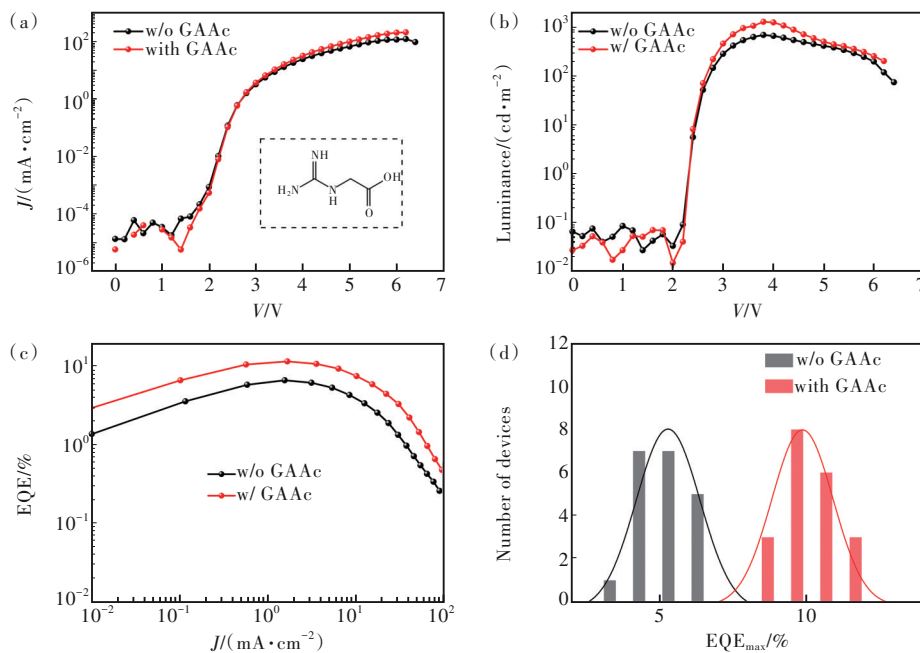 (a)
w/o GAAc
with GAAc
J/(mA·cm⁻²)
10²
10⁰
10⁻²
10⁻⁴
10⁻⁶
NH
H₂N
N
H
OH
O
0 1 2 3 4 5 6 7
V/V
(b)
w/o GAAc
w/ GAAc
Luminance/(cd·m⁻²)
10³
10²
10¹
10⁰
10⁻¹
10⁻²
0 1 2 3 4 5 6 7
V/V
(c)
w/o GAAc
w/ GAAc
EQE/%
10¹
10⁰
10⁻¹
10⁻²
10⁻² 10⁻¹ 10⁰ 10¹ 10²
J/(mA·cm⁻²)
(d)
w/o GAAc
with GAAc
Number of devices
12
10
8
6
4
2
0
5 10
EQEmax/%